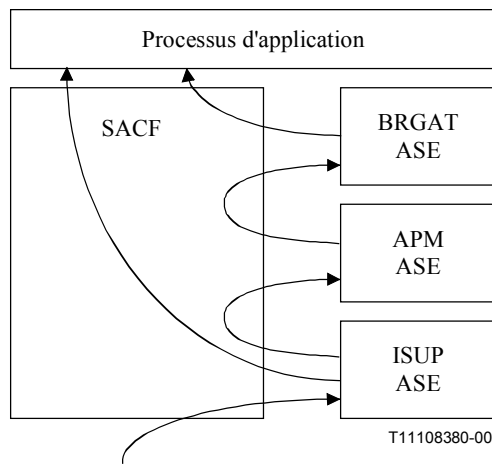 Processus d'application
SACF
BRGAT
ASE
APM
ASE
ISUP
ASE
T11108380-00